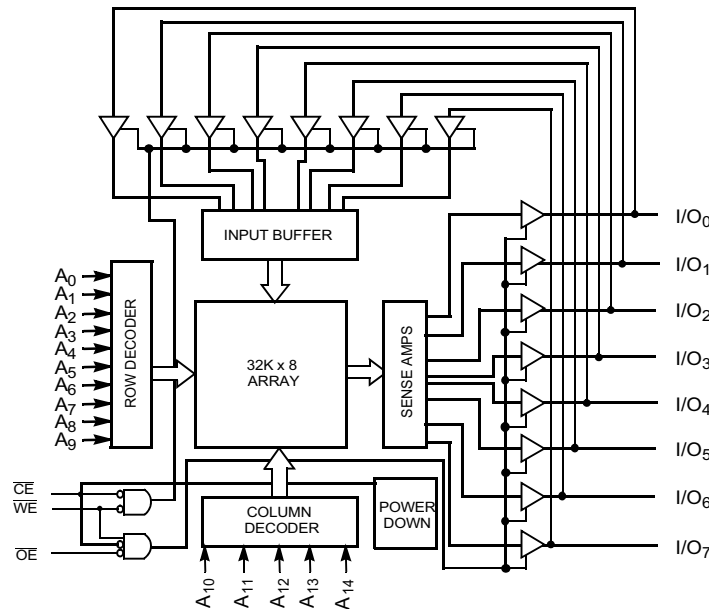 I/O0
I/O1
I/O2
I/O3
I/O4
I/O5
I/O6
I/O7
INPUT BUFFER
A0
A1
A2
A3
A4
A5
A6
A7
A8
A9
ROW DECODER
32K x 8
ARRAY
SENSE AMPS
CE
WE
OE
COLUMN
DECODER
POWER
DOWN
A10
A11
A12
A13
A14